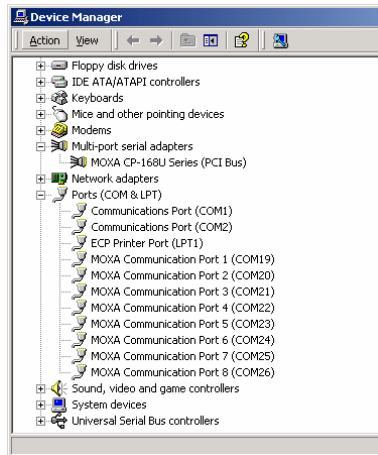 Device Manager
Action View
Floppy disk drives
IDE ATA/ATAPI controllers
Keyboards
Mice and other pointing devices
Modems
Multi-port serial adapters
MOXA CP-168U Series (PCI Bus)
Network adapters
Ports (COM & LPT)
Communications Port (COM1)
Communications Port (COM2)
ECP Printer Port (LPT1)
MOXA Communication Port 1 (COM19)
MOXA Communication Port 2 (COM20)
MOXA Communication Port 3 (COM21)
MOXA Communication Port 4 (COM22)
MOXA Communication Port 5 (COM23)
MOXA Communication Port 6 (COM24)
MOXA Communication Port 7 (COM25)
MOXA Communication Port 8 (COM26)
Sound, video and game controllers
System devices
Universal Serial Bus controllers